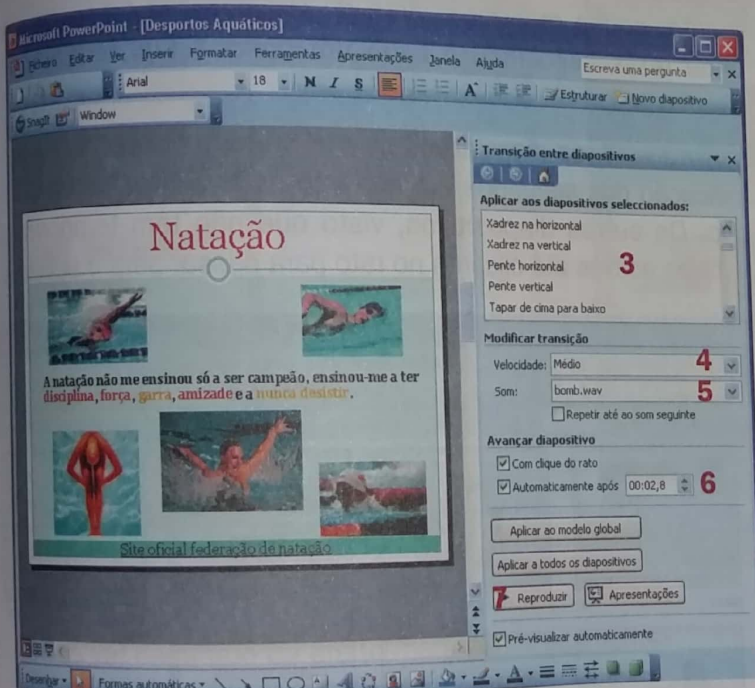 Microsoft PowerPoint - [Desportos Aquáticos]
Ficheiro Editar Ver Inserir Formatar Ferramentas Apresentações Janela Ajuda Escreva uma pergunta
Arial 18 N I S A Estruturar Novo diapositivo
SnagIt Window
Transição entre diapositivos
Aplicar aos diapositivos seleccionados:
Xadrez na horizontal
Xadrez na vertical
Pente horizontal
Pente vertical
Tapar de cima para baixo
3
Modificar transição
Velocidade: Médio 4
Som: bomb.wav 5
Repetir até ao som seguinte
Avançar diapositivo
Com clique do rato
Automaticamente após 00:02,8 6
Aplicar ao modelo global
Aplicar a todos os diapositivos
7 Reproduzir Apresentações
Pré-visualizar automaticamente
Natação
A natação não me ensinou só a ser campeão, ensinou-me a ter
disciplina, força, garra, amizade e a nunca desistir.
Site oficial federação de natação
Desenhar Formas automáticas A